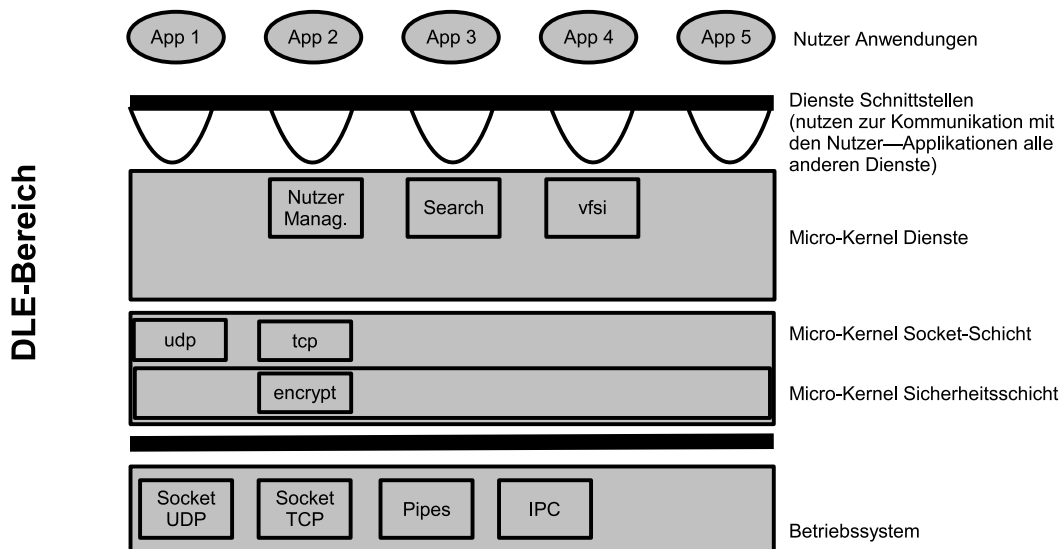 App 1
App 2
App 3
App 4
App 5
Nutzer Anwendungen
Dienste Schnittstellen
(nutzen zur Kommunikation mit
den Nutzer—Applikationen alle
anderen Dienste)
DLE-Bereich
Nutzer
Manag.
Search
vfsi
Micro-Kernel Dienste
udp
tcp
Micro-Kernel Socket-Schicht
encrypt
Micro-Kernel Sicherheitsschicht
Socket
UDP
Socket
TCP
Pipes
IPC
Betriebssystem